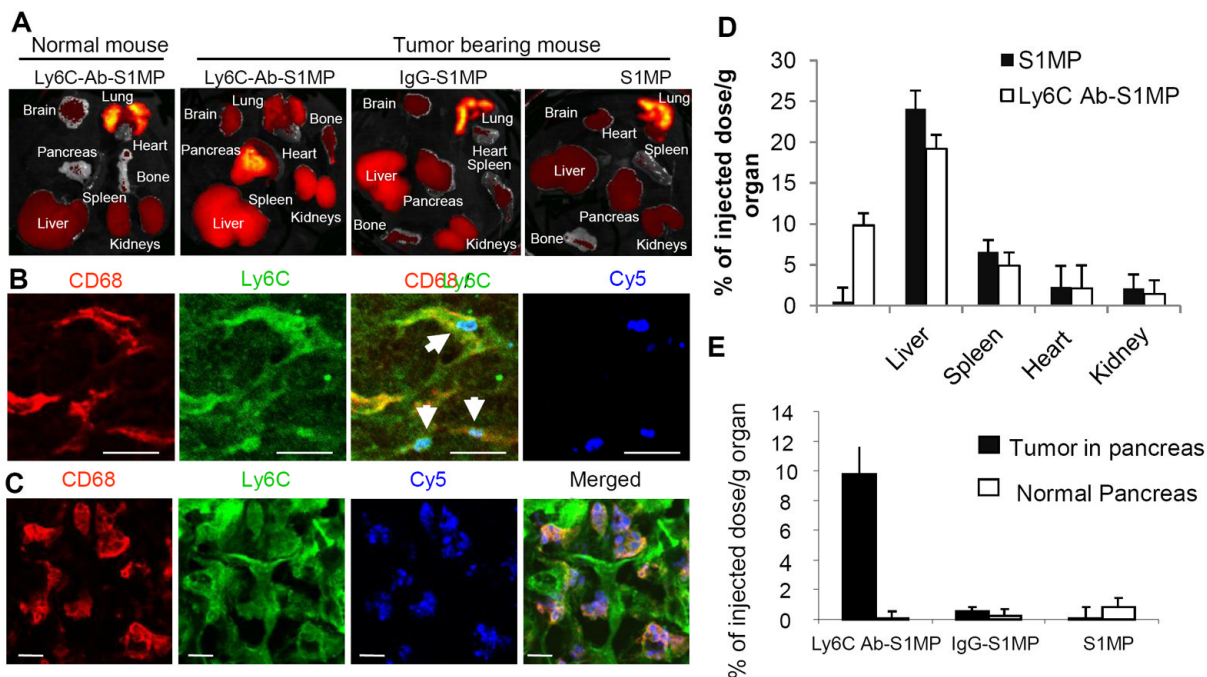 A
Normal mouse
Tumor bearing mouse
Ly6C-Ab-S1MP
Ly6C-Ab-S1MP
IgG-S1MP
S1MP
Brain
Lung
Heart
Pancreas
Bone
Spleen
Liver
Kidneys
Brain
Lung
Bone
Pancreas
Heart
Spleen
Kidneys
Liver
Brain
Lung
Heart
Spleen
Liver
Pancreas
Bone
Kidneys
Brain
Lung
Heart
Spleen
Liver
Pancreas
Bone
Kidneys
B
CD68
Ly6C
CD68/Ly6C
Cy5
C
CD68
Ly6C
Cy5
Merged
D
S1MP
Ly6C Ab-S1MP
% of injected dose/g
organ
30
25
20
15
10
5
0
Liver
Spleen
Heart
Kidney
E
Tumor in pancreas
Normal Pancreas
% of injected dose/g organ
14
12
10
8
6
4
2
0
Ly6C Ab-S1MP
IgG-S1MP
S1MP